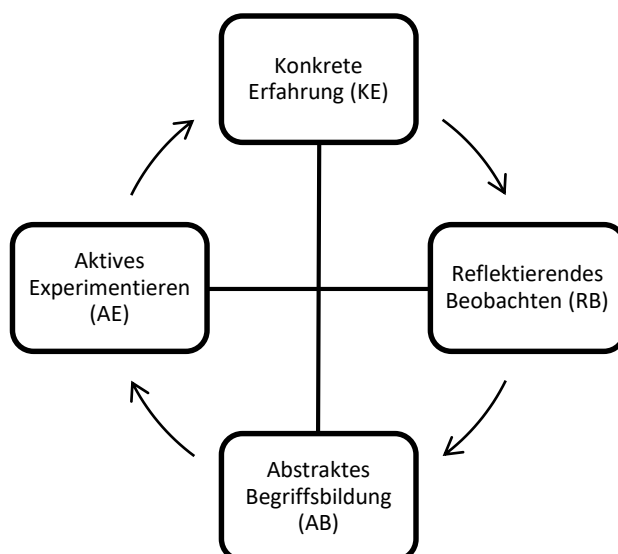 Konkrete
Erfahrung (KE)
Aktives
Experimentieren
(AE)
Reflektierendes
Beobachten (RB)
Abstraktes
Begriffsbildung
(AB)